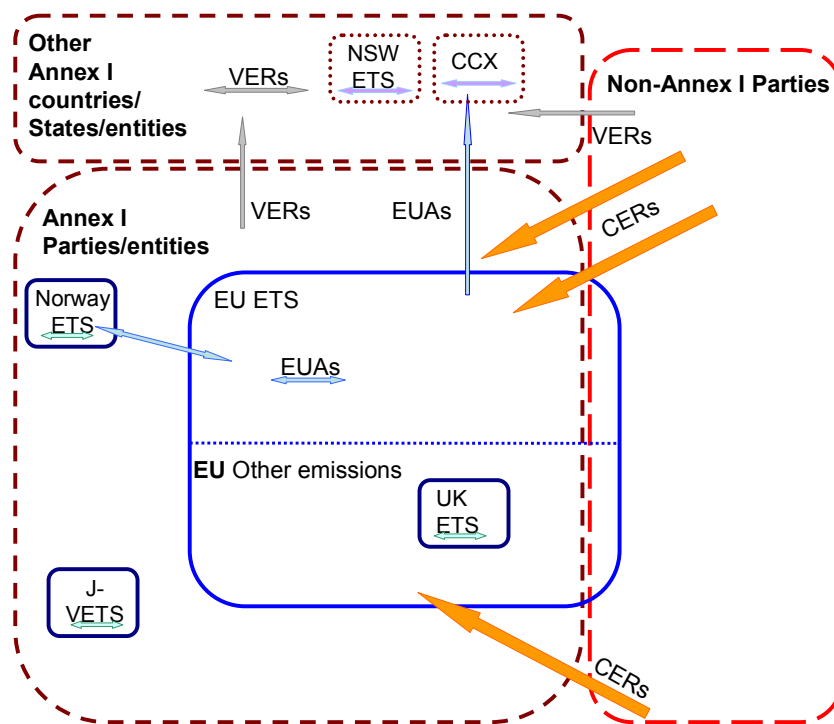 Other
Annex I
countries/
States/entities
VERs
NSW
ETS
CCX
Non-Annex I Parties
VERs
VERs
EUAs
CERs
Annex I
Parties/entities
Norway
ETS
EU ETS
EUAs
EU Other emissions
UK
ETS
J-
VETS
CERs